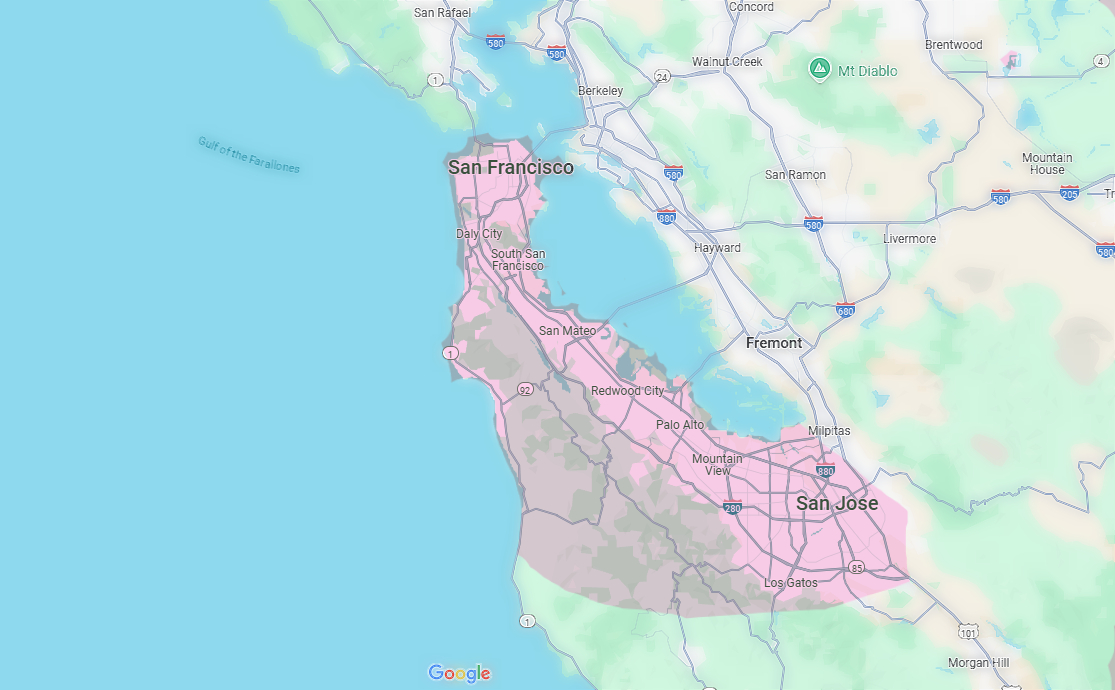 San Rafael
Concord
580
580
Brentwood
Walnut Creek
4
Mt Diablo
1
24
Berkeley
Gulf of the Farallones
San Francisco
Mountain
House
580
San Ramon
580
205
880
580
Daly City
Livermore
Hayward
580
South San
Francisco
680
San Mateo
Fremont
1
92
Redwood City
Palo Alto
Milpitas
Mountain
View
880
San Jose
280
85
Los Gatos
1
101
Morgan Hill
Google